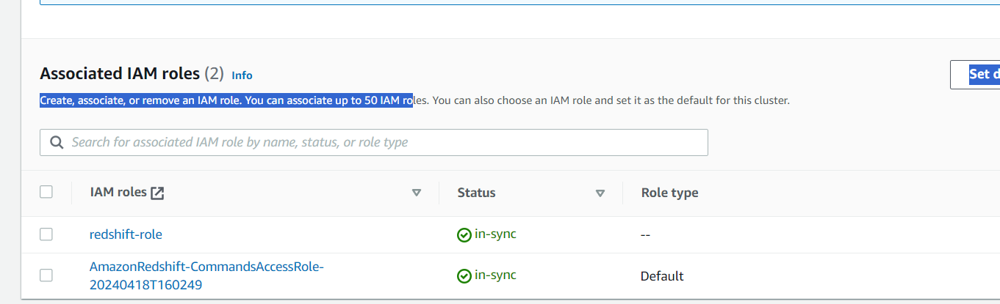 Associated IAM roles (2) Info
Set d
Create, associate, or remove an IAM role. You can associate up to 50 IAM roles. You can also choose an IAM role and set it as the default for this cluster.
Search for associated IAM role by name, status, or role type
IAM roles Status Role type
redshift-role in-sync --
AmazonRedshift-CommandsAccessRole-
20240418T160249 in-sync Default